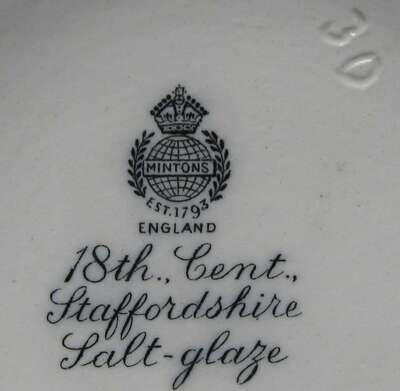 30
MINTONS
EST. 1793
ENGLAND
18th., Cent.,
Staffordshire
Salt-glaze